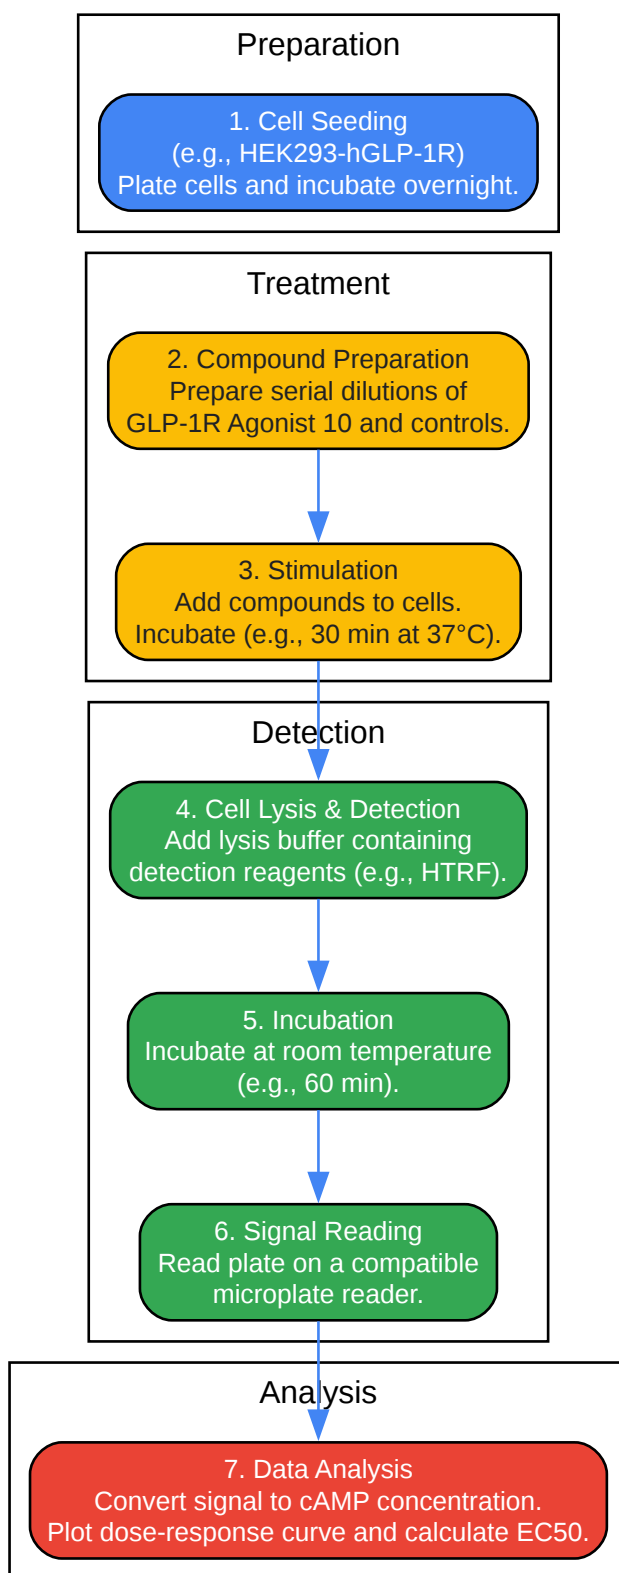 Preparation
1. Cell Seeding
(e.g., HEK293-hGLP-1R)
Plate cells and incubate overnight.
Treatment
2. Compound Preparation
Prepare serial dilutions of
GLP-1R Agonist 10 and controls.
3. Stimulation
Add compounds to cells.
Incubate (e.g., 30 min at 37°C).
Detection
4. Cell Lysis & Detection
Add lysis buffer containing
detection reagents (e.g., HTRF).
5. Incubation
Incubate at room temperature
(e.g., 60 min).
6. Signal Reading
Read plate on a compatible
microplate reader.
Analysis
7. Data Analysis
Convert signal to cAMP concentration.
Plot dose-response curve and calculate EC50.